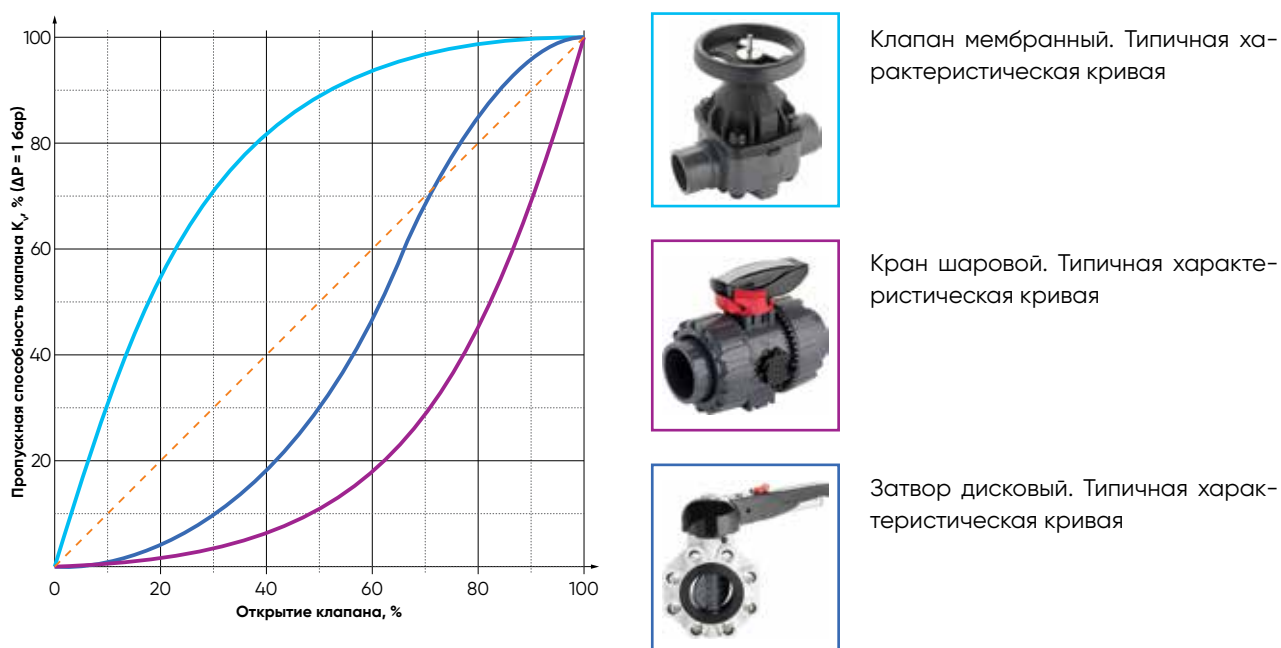 100
80
60
40
20
0
20
40
60
80
100
Пропускная способность клапана Kv, % (ΔP = 1 бар)
Открытие клапана, %
Клапан мембранный. Типичная ха-
рактеристическая кривая
Кран шаровой. Типичная характе-
ристическая кривая
Затвор дисковый. Типичная харак-
теристическая кривая